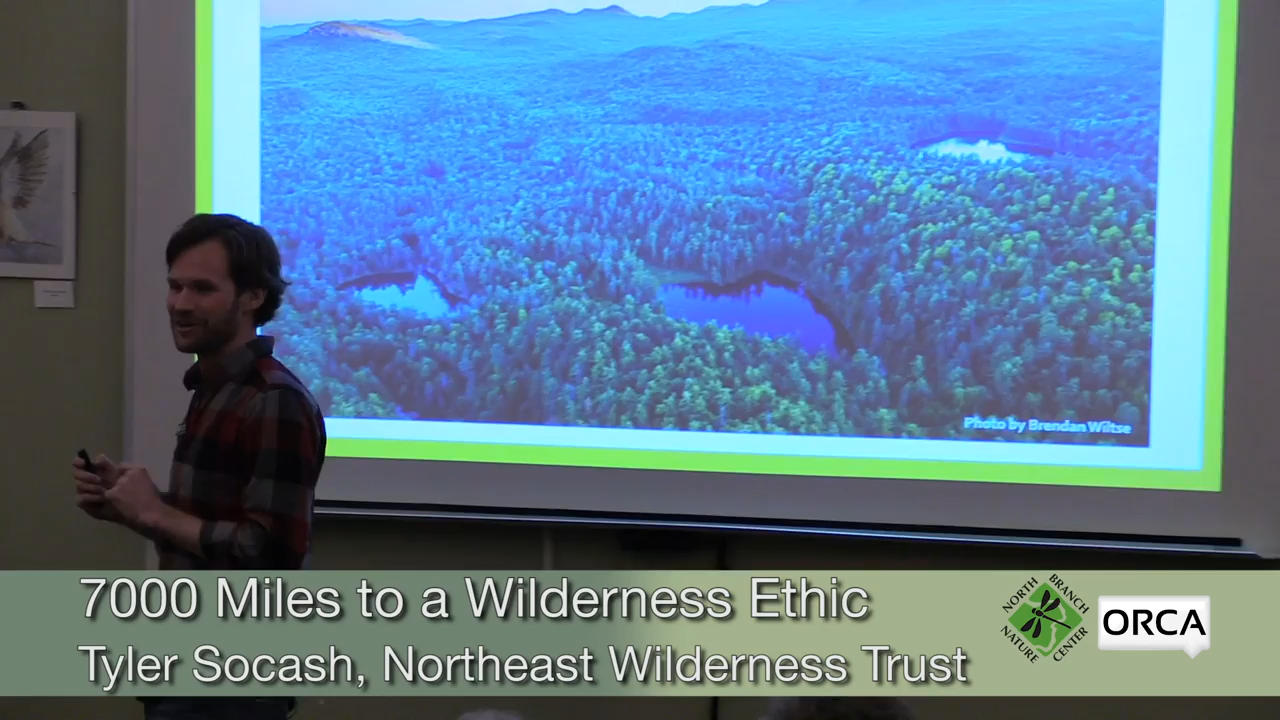 Photo by Brendan Wiltse
7000 Miles to a Wilderness Ethic
Tyler Socash, Northeast Wilderness Trust
NORTH BRANCH
NATURE CENTER
ORCA